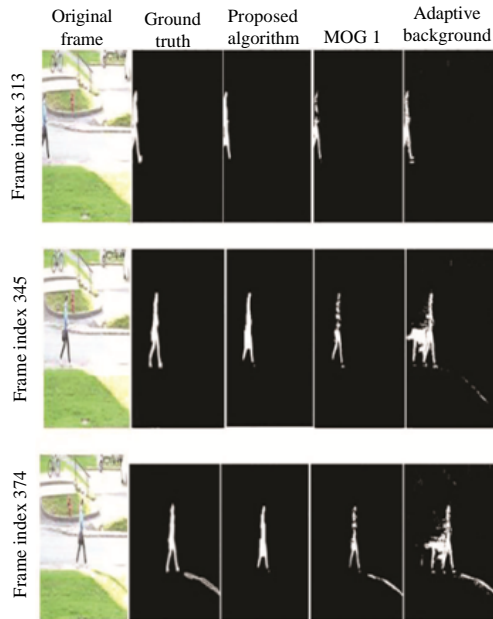 Original frame
Ground truth
Proposed algorithm
MOG 1
Adaptive background
Frame index 313
Frame index 345
Frame index 374